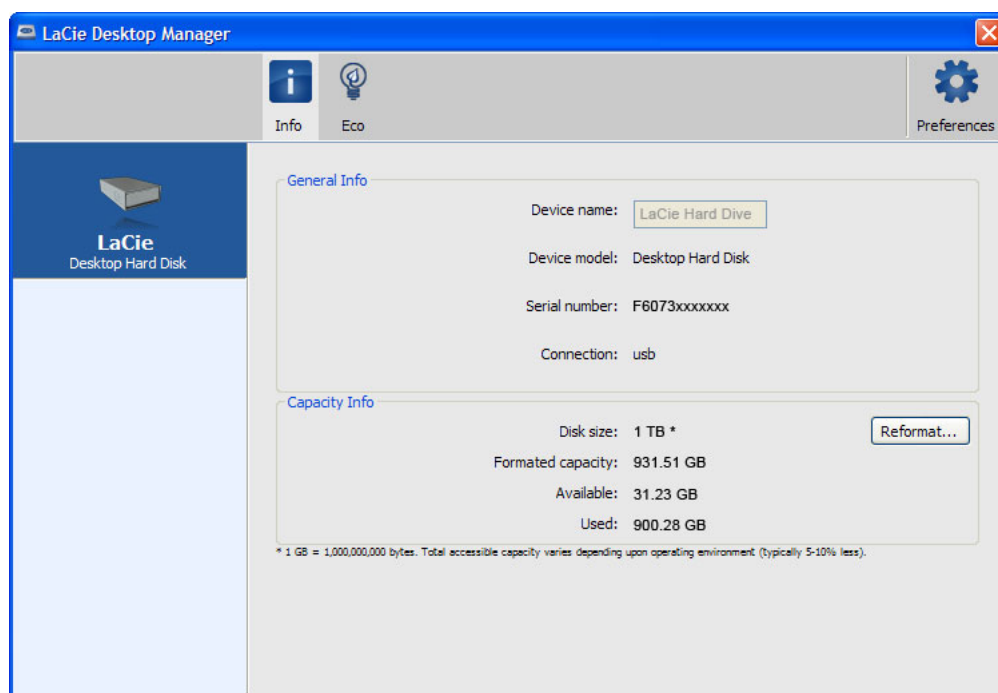 LaCie Desktop Manager
Info
Eco
Preferences
LaCie
Desktop Hard Disk
General Info
Device name: LaCie Hard Dive
Device model: Desktop Hard Disk
Serial number: F6073xxxxxxx
Connection: usb
Capacity Info
Disk size: 1 TB *
Reformat...
Formated capacity: 931.51 GB
Available: 31.23 GB
Used: 900.28 GB
* 1 GB = 1,000,000,000 bytes. Total accessible capacity varies depending upon operating environment (typically 5-10% less).